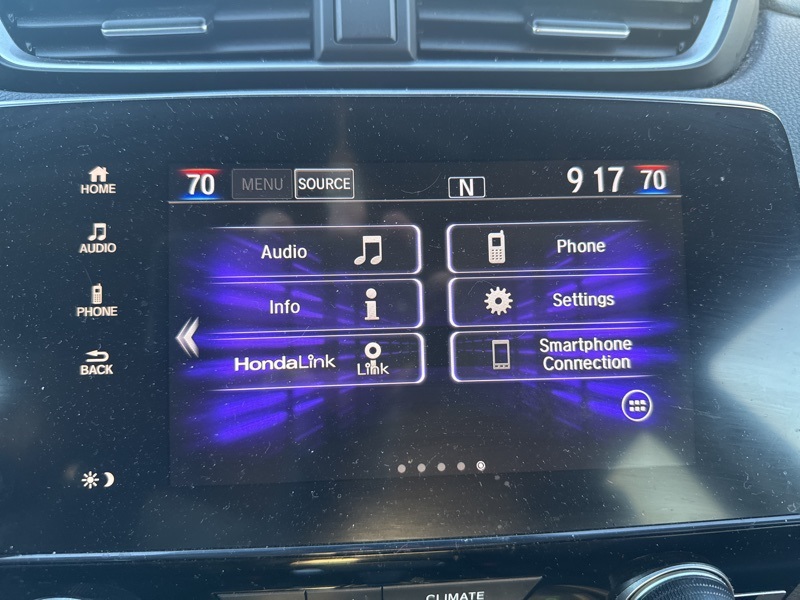 70 MENU SOURCE N 9 17 70
HOME
AUDIO
PHONE
BACK
Audio
Phone
Info
Settings
HondaLink
Link
Smartphone
Connection
CLIMATE